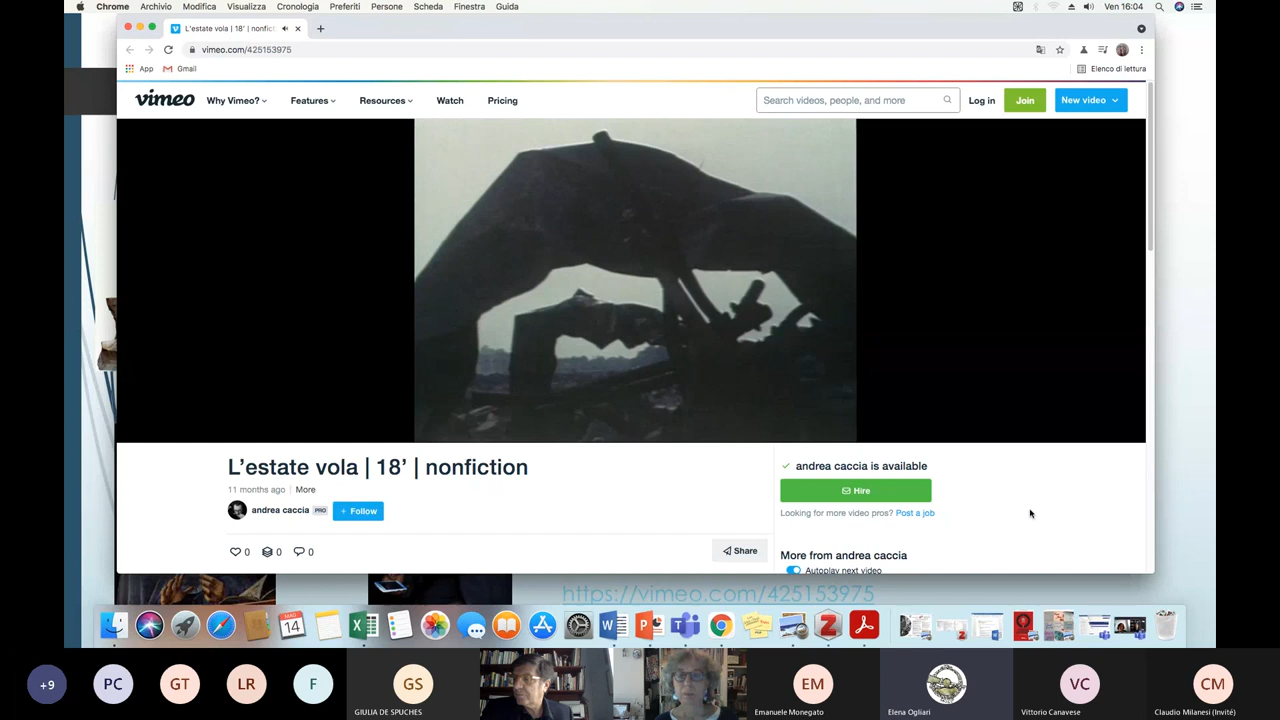 Chrome Archivio Modifica Visualizza Cronologia Preferiti Persone Scheda Finestra Guida Ven 16:04
L'estate vola | 18' | nonfict
vimeo.com/425153975
App Gmail Elenco di lettura
vimeo Why Vimeo? Features Resources Watch Pricing Search videos, people, and more Log in Join New video
L'estate vola | 18' | nonfiction
11 months ago | More
andrea caccia PRO + Follow
0 0 0
Share
andrea caccia is available
Hire
Looking for more video pros? Post a job
More from andrea caccia
Autoplay next video
https://vimeo.com/425153975
MAG
14
+9 PC GT LR F GS EM VC CM
GIULIA DE SPUCHES Emanuele Monegato Elena Ogliari Vittorio Canavese Claudio Milanesi (Invité)